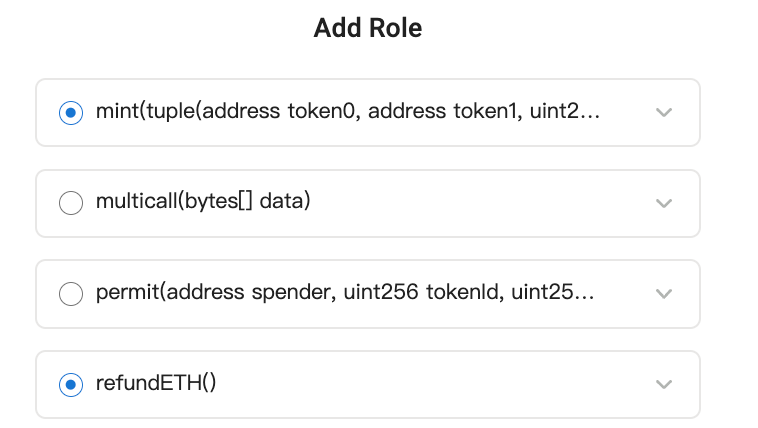 Add Role
mint(tuple(address token0, address token1, uint2...
multicall(bytes[] data)
permit(address spender, uint256 tokenId, uint25...
refundETH()